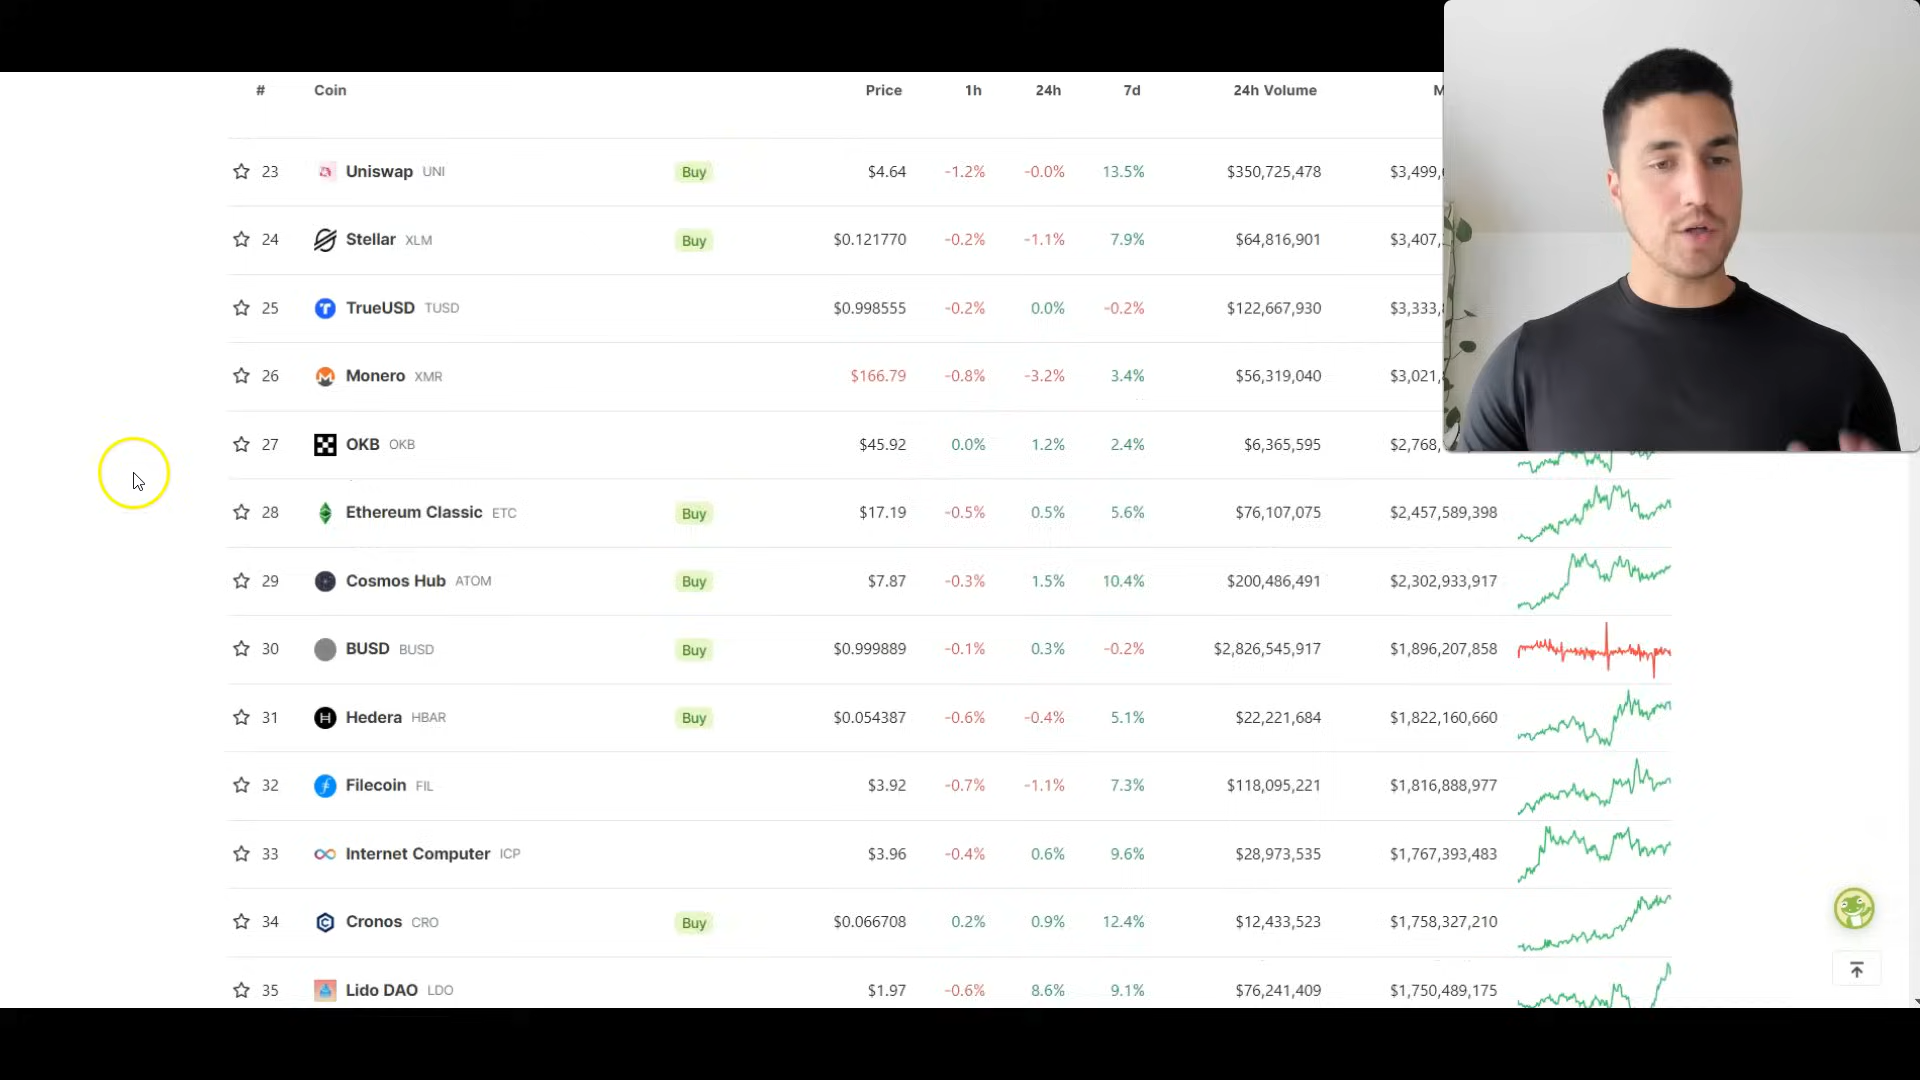 # Coin Price 1h 24h 7d 24h Volume M
23 Uniswap UNI Buy $4.64 -1.2% -0.0% 13.5% $350,725,478 $3,499,
24 Stellar XLM Buy $0.121770 -0.2% -1.1% 7.9% $64,816,901 $3,407,
25 TrueUSD TUSD $0.998555 -0.2% 0.0% -0.2% $122,667,930 $3,333,
26 Monero XMR $166.79 -0.8% -3.2% 3.4% $56,319,040 $3,021,
27 OKB OKB $45.92 0.0% 1.2% 2.4% $6,365,595 $2,768,
28 Ethereum Classic ETC Buy $17.19 -0.5% 0.5% 5.6% $76,107,075 $2,457,589,398
29 Cosmos Hub ATOM Buy $7.87 -0.3% 1.5% 10.4% $200,486,491 $2,302,933,917
30 BUSD BUSD Buy $0.999889 -0.1% 0.3% -0.2% $2,826,545,917 $1,896,207,858
31 Hedera HBAR Buy $0.054387 -0.6% -0.4% 5.1% $22,221,684 $1,822,160,660
32 Filecoin FIL $3.92 -0.7% -1.1% 7.3% $118,095,221 $1,816,888,977
33 Internet Computer ICP $3.96 -0.4% 0.6% 9.6% $28,973,535 $1,767,393,483
34 Cronos CRO Buy $0.066708 0.2% 0.9% 12.4% $12,433,523 $1,758,327,210
35 Lido DAO LDO $1.97 -0.6% 8.6% 9.1% $76,241,409 $1,750,489,175